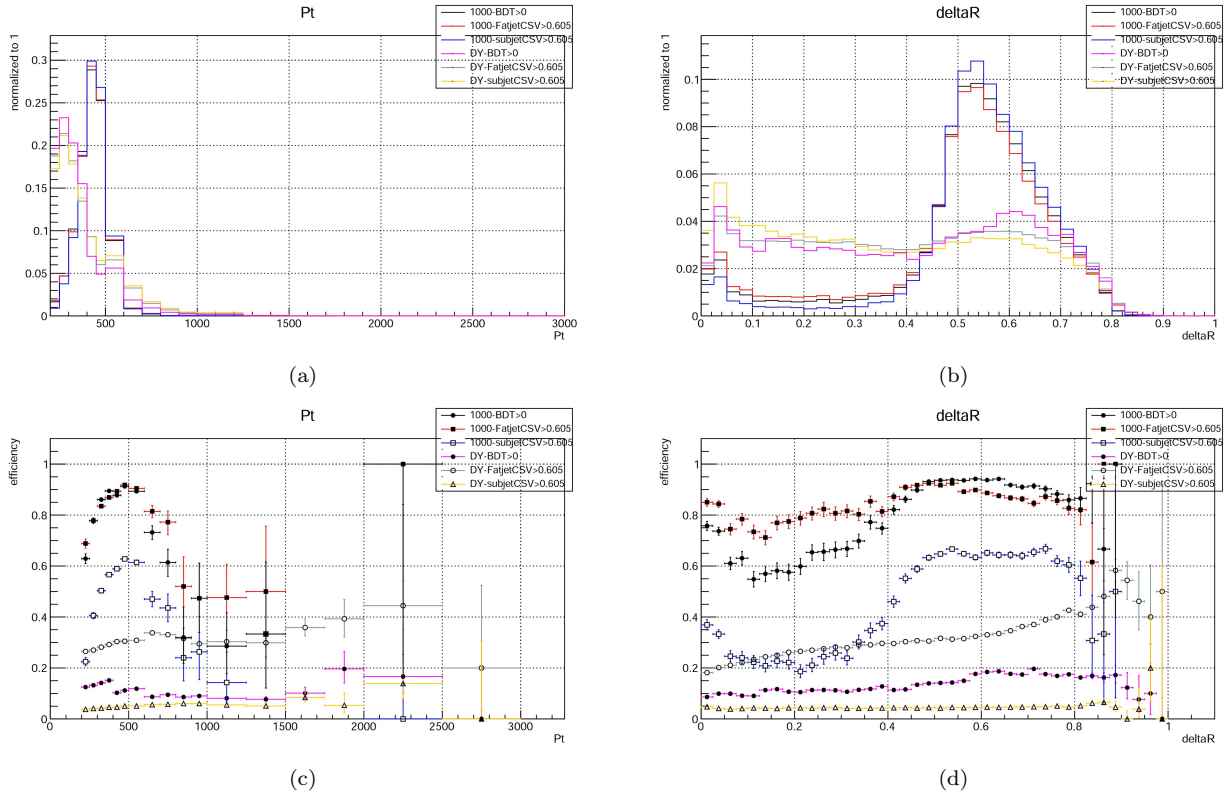 Pt
normalized to 1
1000-BDT>0
1000-FatjetCSV>0.605
1000-subjetCSV>0.605
DY-BDT>0
DY-FatjetCSV>0.605
DY-subjetCSV>0.605
0.3
0.25
0.2
0.15
0.1
0.05
0
500 1000 1500 2000 2500 3000
Pt
(a)
deltaR
normalized to 1
1000-BDT>0
1000-FatjetCSV>0.605
1000-subjetCSV>0.605
DY-BDT>0
DY-FatjetCSV>0.605
DY-subjetCSV>0.605
0.1
0.08
0.06
0.04
0.02
0
0 0.1 0.2 0.3 0.4 0.5 0.6 0.7 0.8 0.9 1
deltaR
(b)
Pt
efficiency
1000-BDT>0
1000-FatjetCSV>0.605
1000-subjetCSV>0.605
DY-BDT>0
DY-FatjetCSV>0.605
DY-subjetCSV>0.605
1
0.8
0.6
0.4
0.2
0
0 500 1000 1500 2000 2500 3000
Pt
(c)
deltaR
efficiency
1000-BDT>0
1000-FatjetCSV>0.605
1000-subjetCSV>0.605
DY-BDT>0
DY-FatjetCSV>0.605
DY-subjetCSV>0.605
1
0.8
0.6
0.4
0.2
0
0 0.2 0.4 0.6 0.8 1
deltaR
(d)